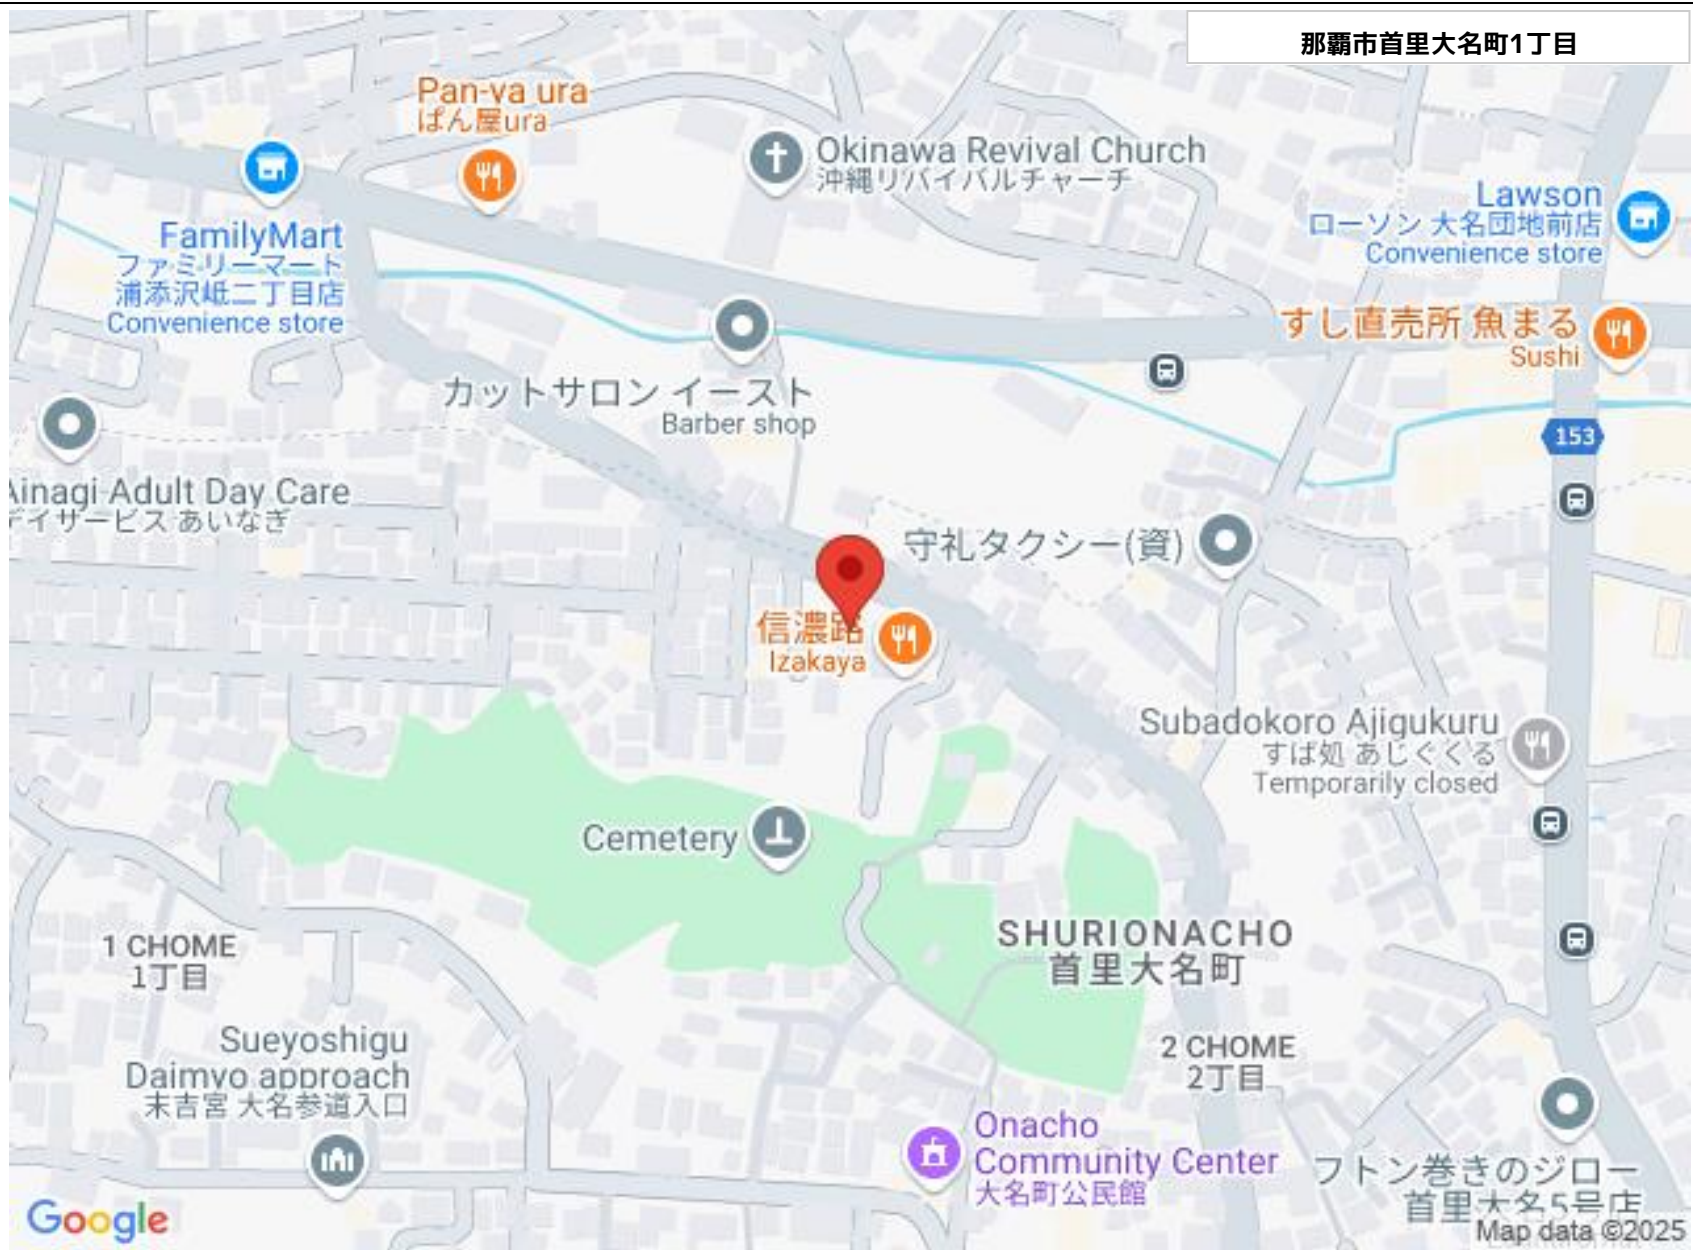 那覇市首里大名町1丁目
Pan-ya ura
ぱん屋ura
Okinawa Revival Church
沖縄リバイバルチャーチ
Lawson
ローソン 大名団地前店
Convenience store
FamilyMart
ファミリーマート
浦添沢岻二丁目店
Convenience store
すし直売所 魚まる
Sushi
カットサロン イースト
Barber shop
153
Ainagi Adult Day Care
デイサービス あいなぎ
守礼タクシー(資)
信濃路
Izakaya
Subadokoro Ajigukuru
すば処 あじぐくる
Temporarily closed
Cemetery
SHURIONACHO
首里大名町
1 CHOME
1丁目
Sueyoshigu
Daimyo approach
末吉宮 大名参道入口
2 CHOME
2丁目
Onacho
Community Center
大名町公民館
フトン巻きのジロー
首里大名5号店
Google
Map data ©2025